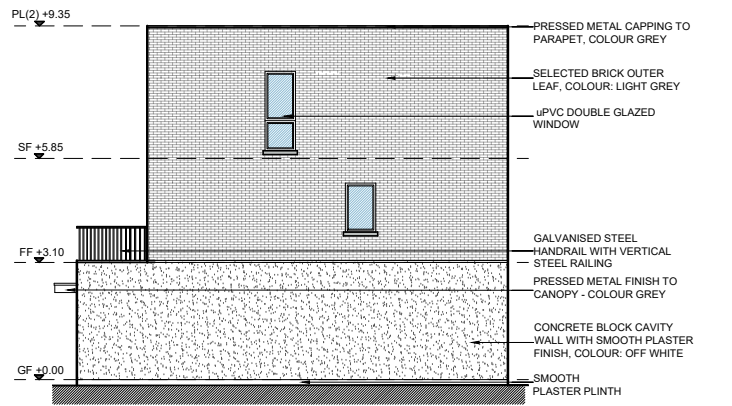 PL(2) +9.35
PRESSED METAL CAPPING TO
PARAPET, COLOUR GREY
SELECTED BRICK OUTER
LEAF, COLOUR: LIGHT GREY
uPVC DOUBLE GLAZED
WINDOW
SF +5.85
GALVANISED STEEL
HANDRAIL WITH VERTICAL
STEEL RAILING
FF +3.10
PRESSED METAL FINISH TO
CANOPY - COLOUR GREY
CONCRETE BLOCK CAVITY
WALL WITH SMOOTH PLASTER
FINISH, COLOUR: OFF WHITE
GF +0.00
SMOOTH
PLASTER PLINTH